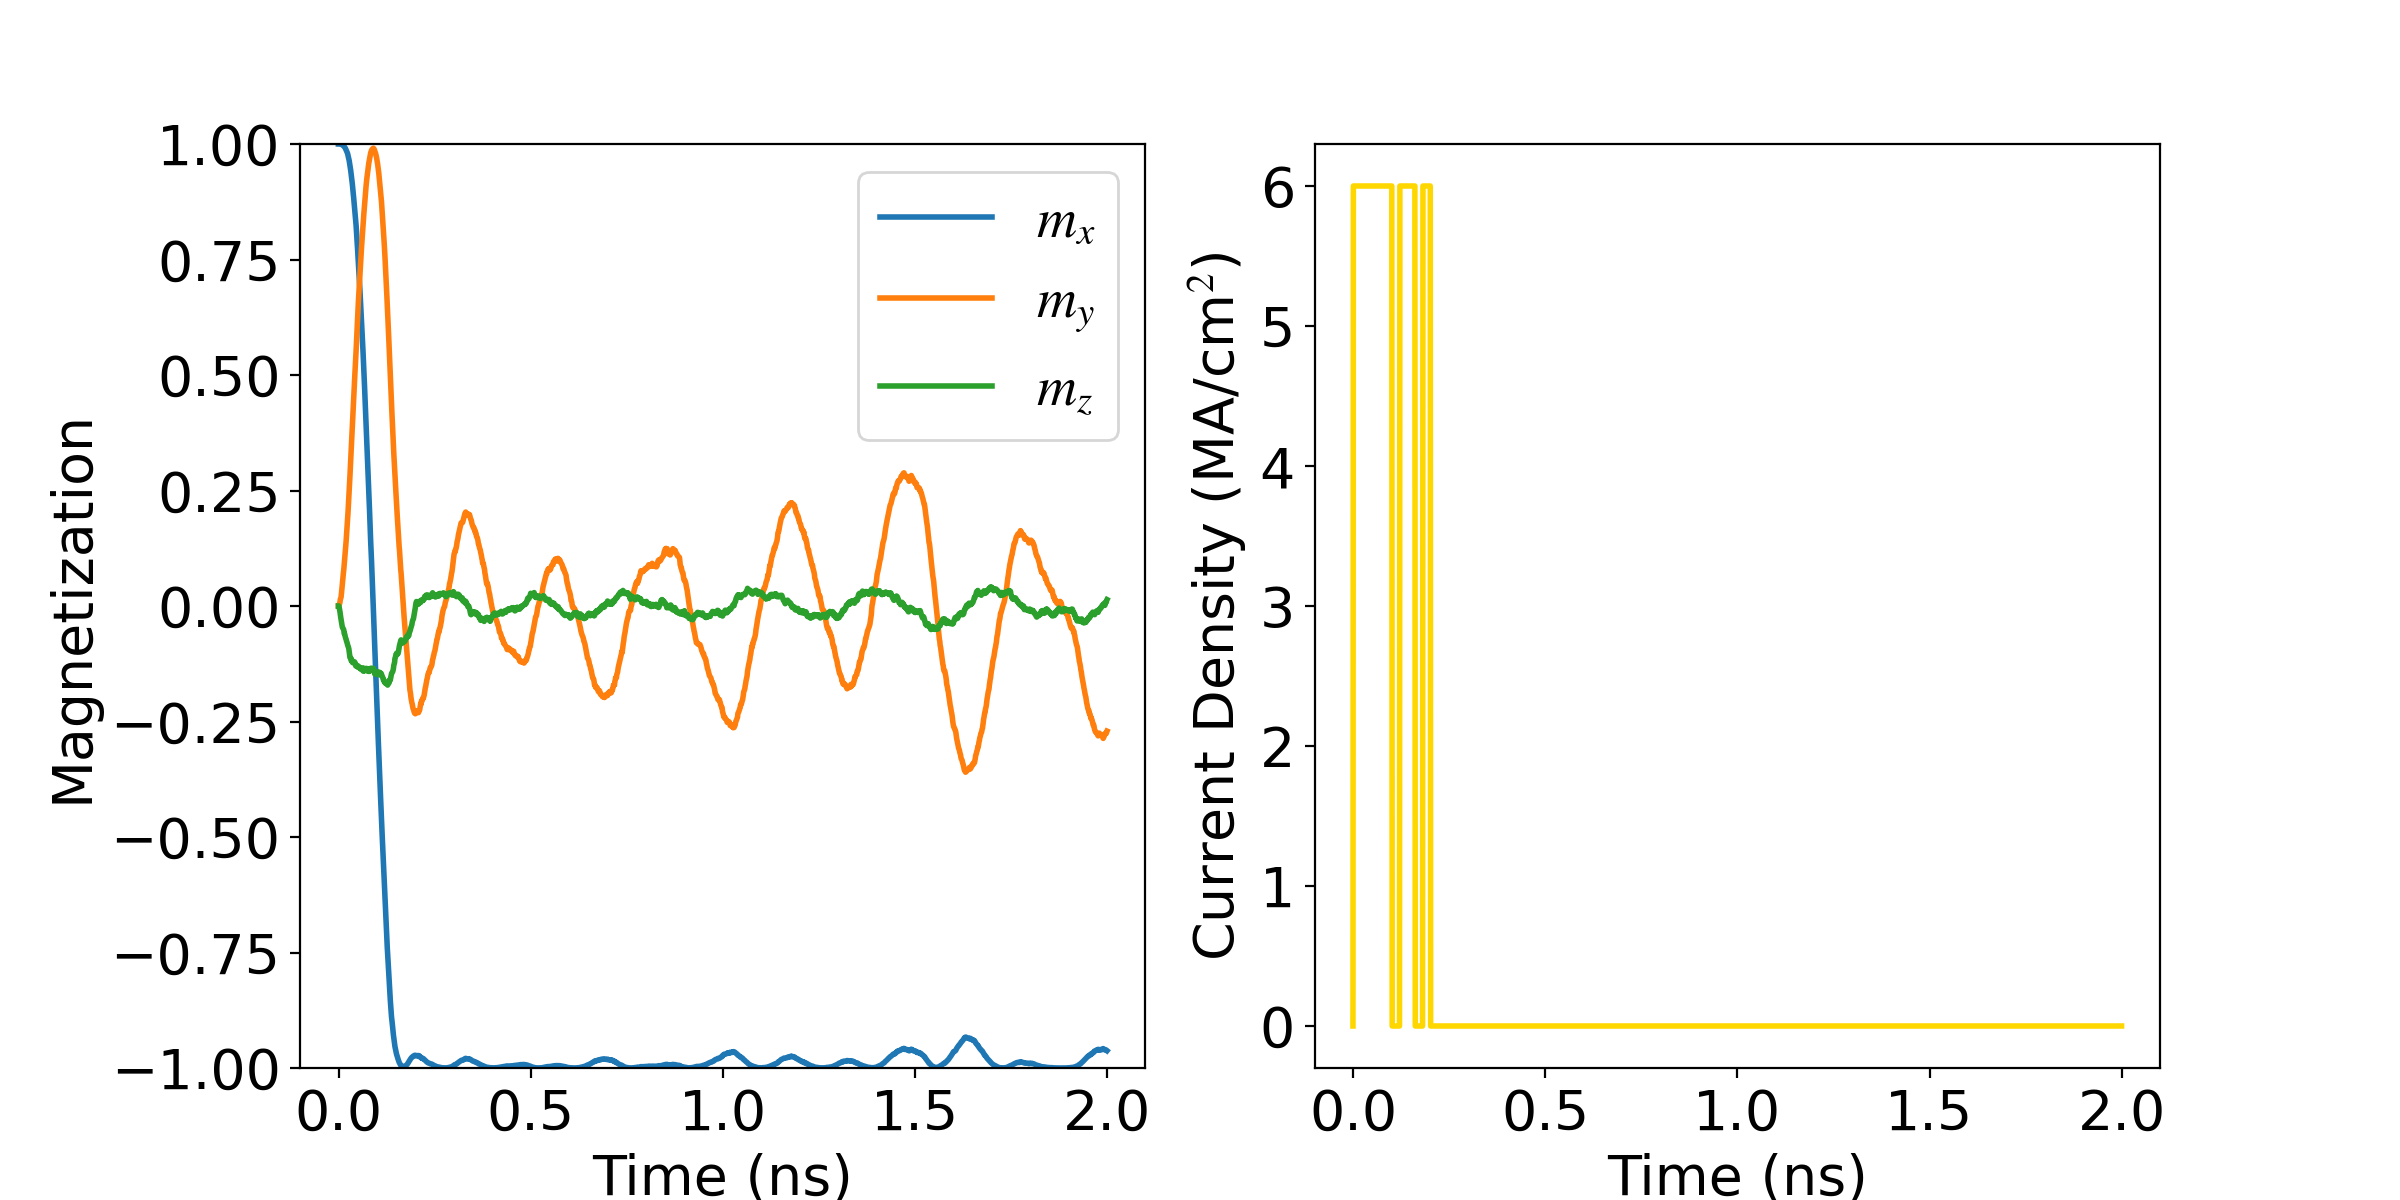 Magnetization
1.00
0.75
0.50
0.25
0.00
−0.25
−0.50
−0.75
−1.00
0.0 0.5 1.0 1.5 2.0
Time (ns)
m_x
m_y
m_z
Current Density (MA/cm²)
6
5
4
3
2
1
0
0.0 0.5 1.0 1.5 2.0
Time (ns)